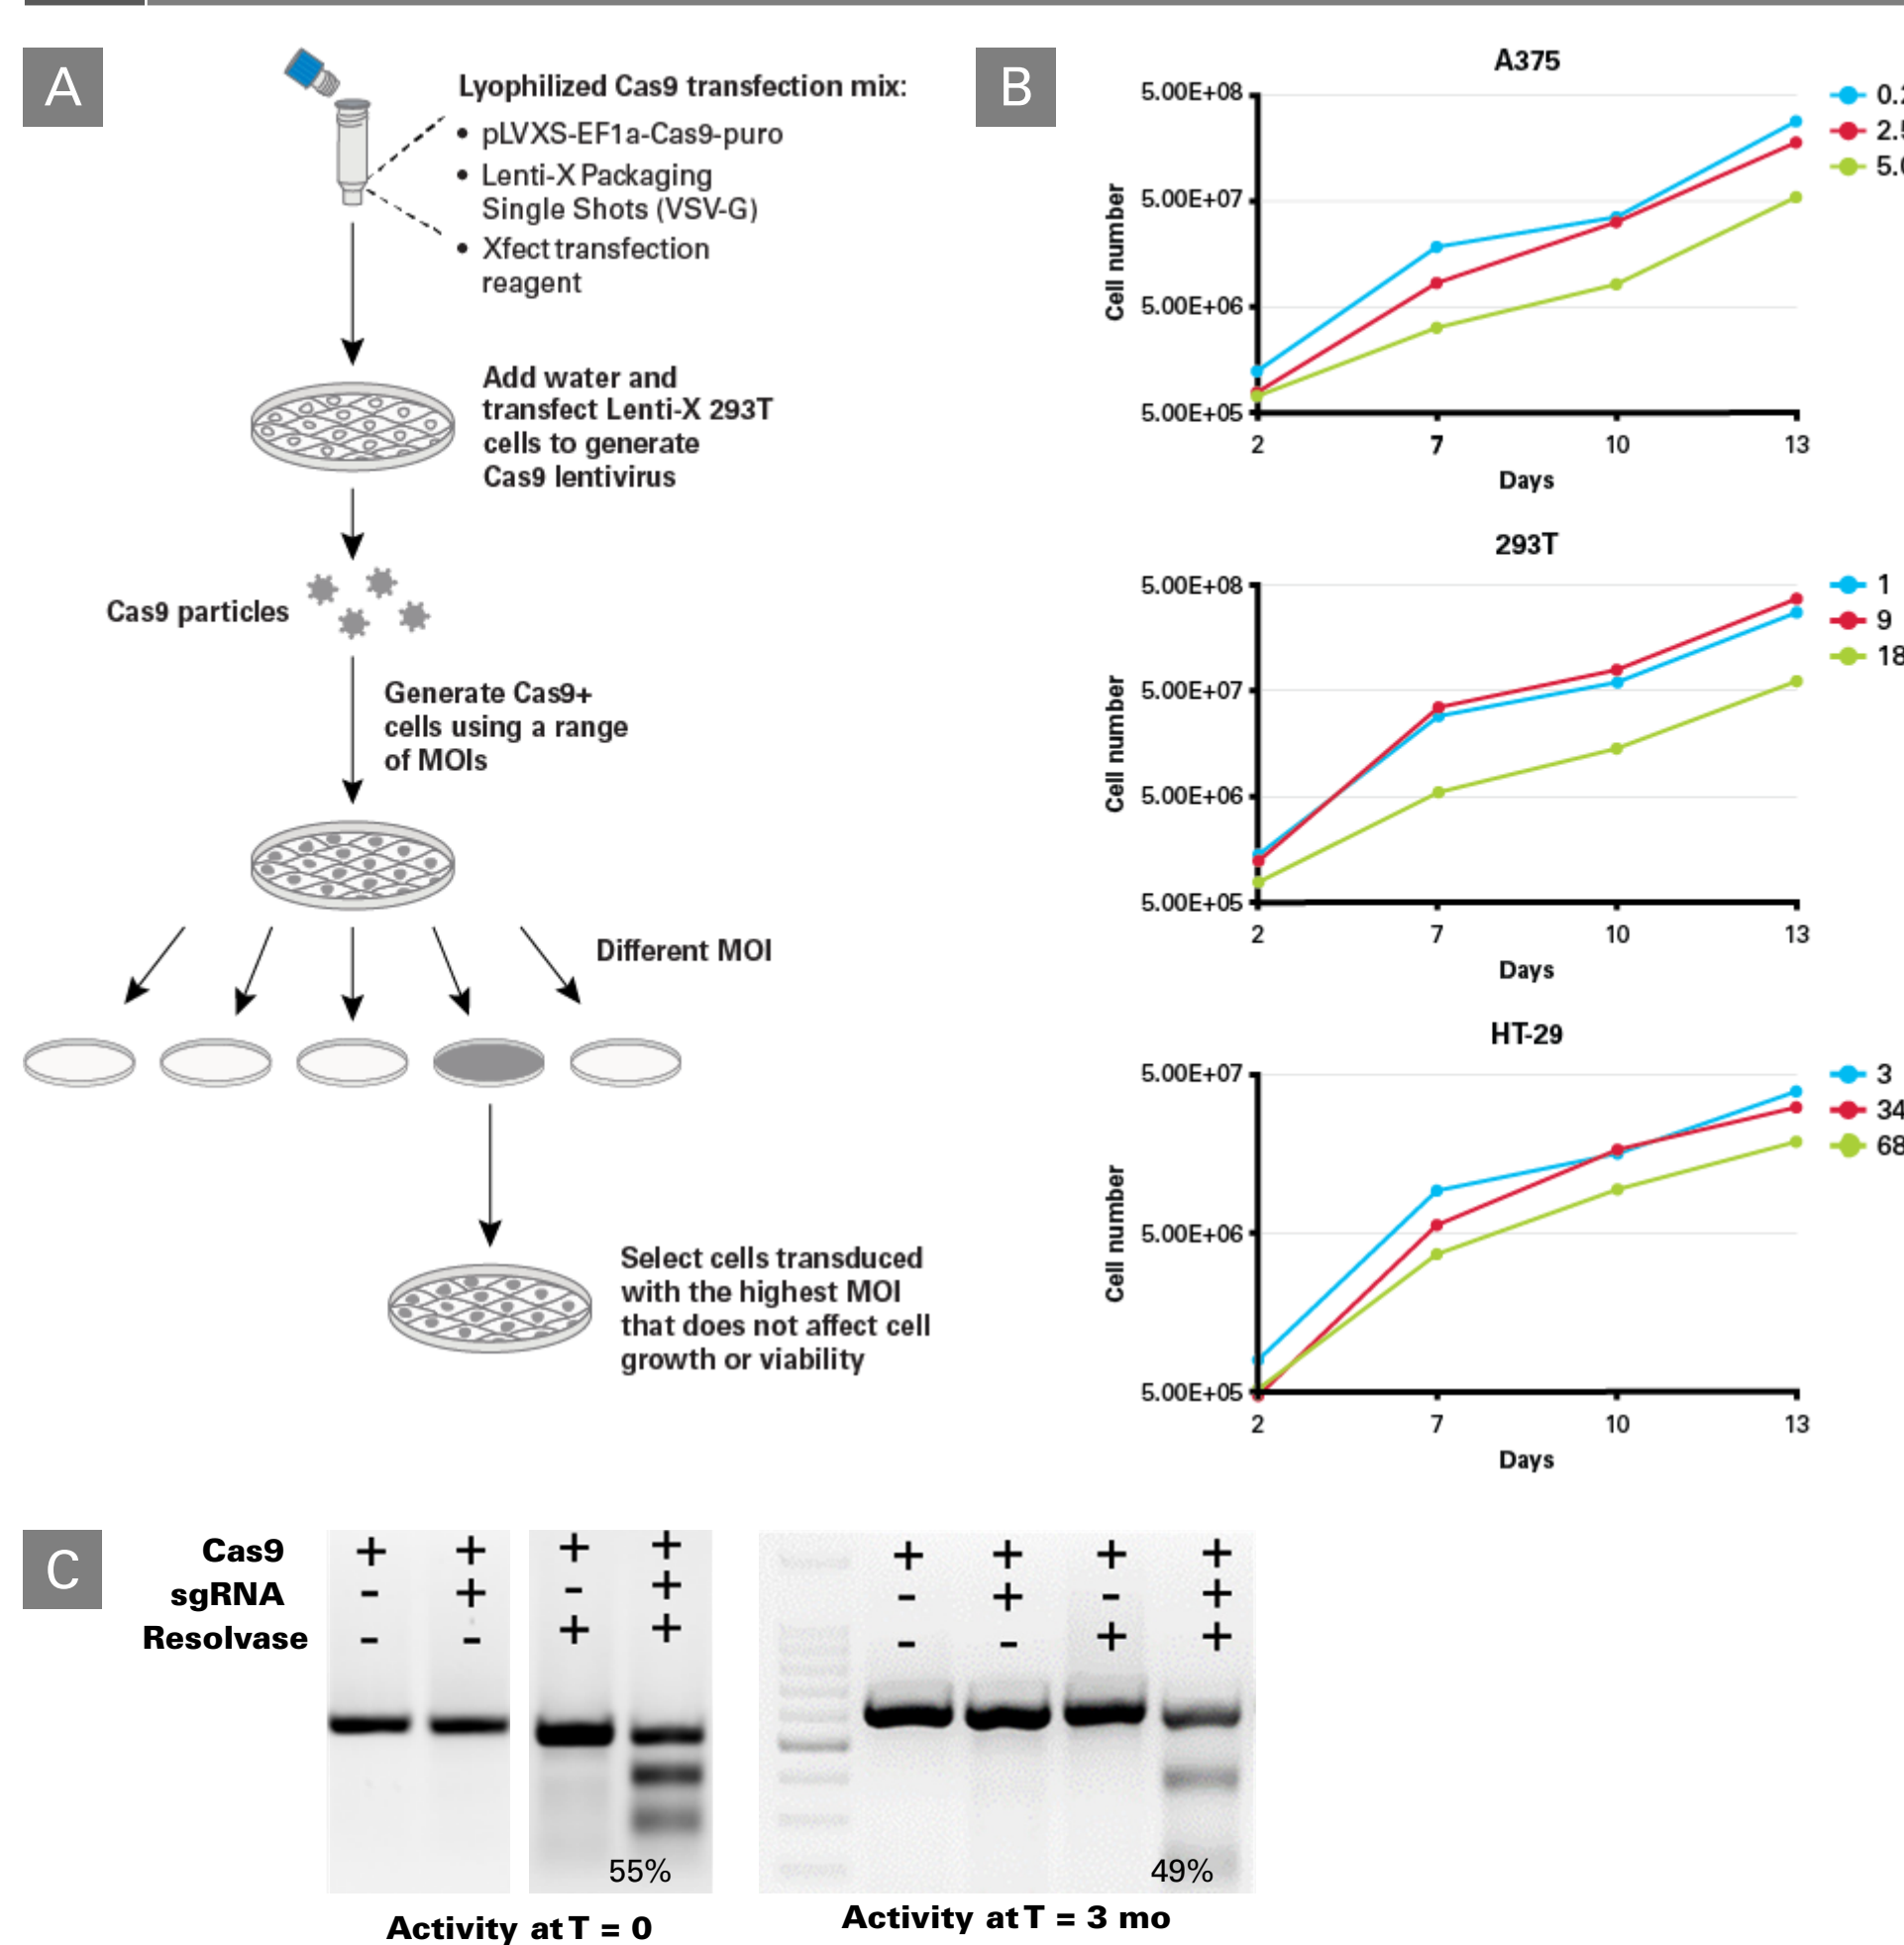 A
Lyophilized Cas9 transfection mix:
• pLVXS-EF1a-Cas9-puro
• Lenti-X Packaging
Single Shots (VSV-G)
• Xfect transfection
reagent
Add water and
transfect Lenti-X 293T
cells to generate
Cas9 lentivirus
Cas9 particles
Generate Cas9+
cells using a range
of MOIs
Different MOI
Select cells transduced
with the highest MOI
that does not affect cell
growth or viability
B
A375
5.00E+08
5.00E+07
5.00E+06
5.00E+05
Cell number
2 7 10 13
Days
293T
5.00E+08
5.00E+07
5.00E+06
5.00E+05
Cell number
2 7 10 13
Days
1
9
18
HT-29
5.00E+07
5.00E+06
5.00E+05
Cell number
2 7 10 13
Days
3
34
68
C
Cas9 + + + + + + + +
sgRNA - + - + - + - +
Resolvase - - + + - - + +
55%
49%
Activity at T = 0
Activity at T = 3 mo